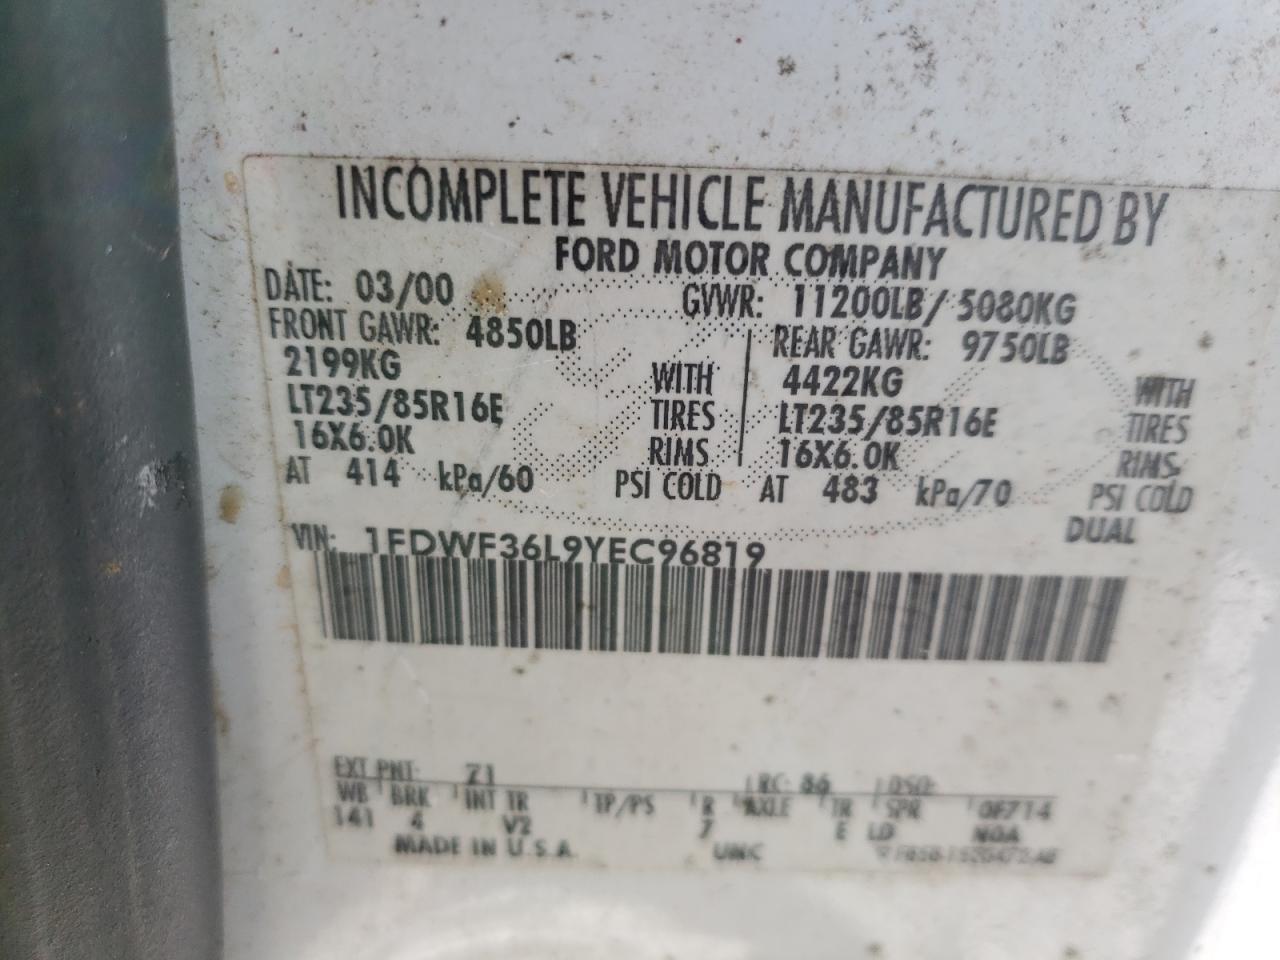 INCOMPLETE VEHICLE MANUFACTURED BY
FORD MOTOR COMPANY
DATE: 03/00 GVWR: 11200LB/ 5080KG
FRONT GAWR: 4850LB REAR GAWR: 9750LB
2199KG WITH 4422KG WITH
LT235/85R16E TIRES LT235/85R16E TIRES
16X6.0K RIMS 16X6.0K RIMS
AT 414 kPa/60 PSI COLD AT 483 kPa/70 PSI COLD
DUAL
VIN: 1FDWF36L9YEC96819
EXT PNT: Z1 RC: 86 DSO:
WB BRK INT TR TP/PS R AXLE TR SPR 0F714
141 4 V2 7 E LD NOA
MADE IN U.S.A. UNC